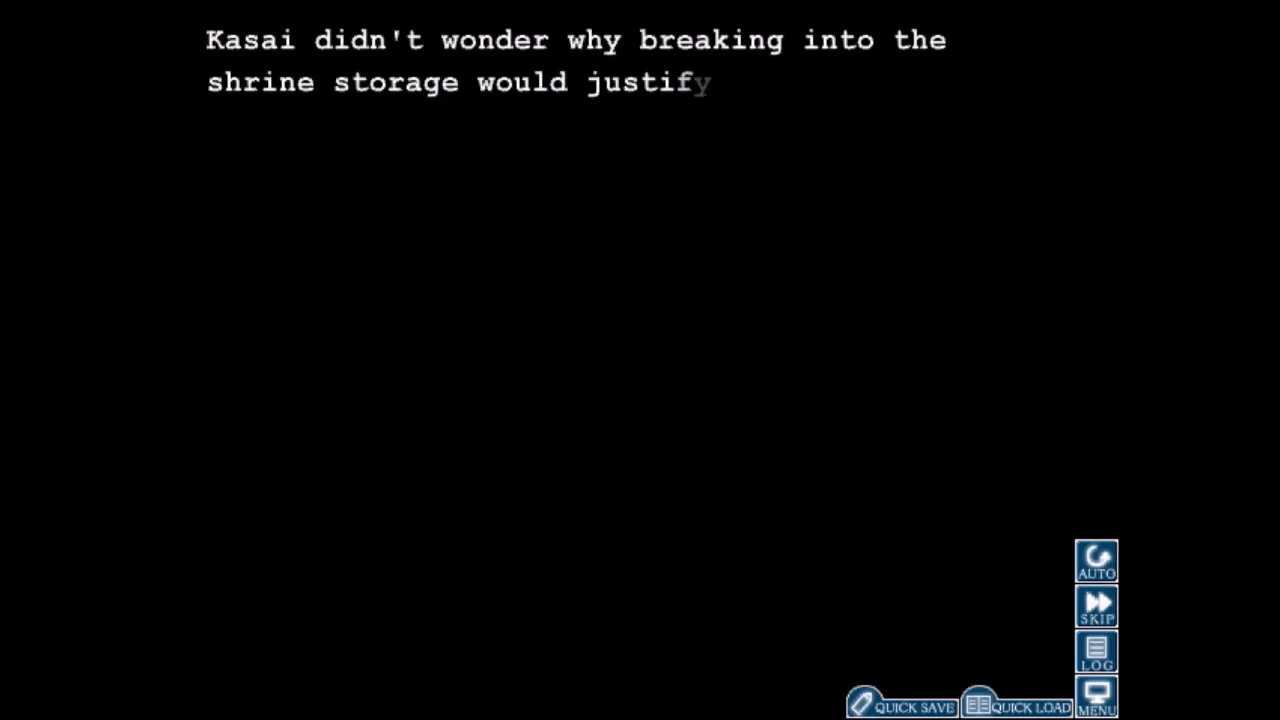 Kasai didn't wonder why breaking into the
shrine storage would justify
AUTO
SKIP
LOG
QUICK SAVE
QUICK LOAD
MENU